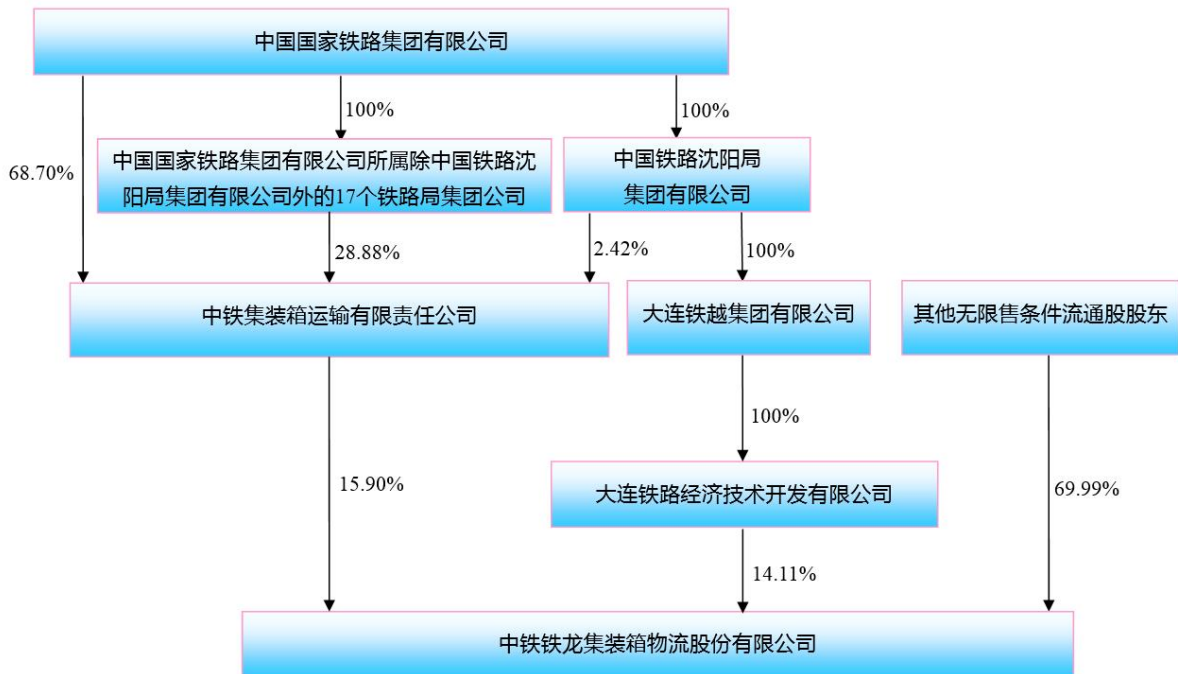 中国国家铁路集团有限公司
100%
100%
68.70%
中国国家铁路集团有限公司所属除中国铁路沈
阳局集团有限公司外的17个铁路局集团公司
中国铁路沈阳局
集团有限公司
28.88%
2.42%
100%
中铁集装箱运输有限责任公司
大连铁越集团有限公司
其他无限售条件流通股股东
100%
15.90%
大连铁路经济技术开发有限公司
69.99%
14.11%
中铁铁龙集装箱物流股份有限公司